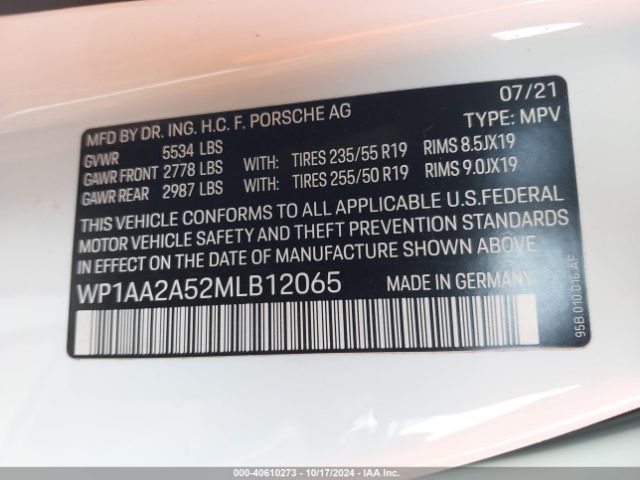 07/21
MFD BY DR. ING. H.C. F. PORSCHE AG TYPE: MPV
GVWR 5534 LBS
GAWR FRONT 2778 LBS WITH: TIRES 235/55 R19 RIMS 8.5JX19
GAWR REAR 2987 LBS WITH: TIRES 255/50 R19 RIMS 9.0JX19
THIS VEHICLE CONFORMS TO ALL APPLICABLE U.S.FEDERAL
MOTOR VEHICLE SAFETY AND THEFT PREVENTION STANDARDS
IN EFFECT ON THE DATE OF MANUFACTURE SHOWN ABOVE
WP1AA2A52MLB12065 MADE IN GERMANY
95B.010.016.AF
000-40610273 - 10/17/2024 - IAA Inc.